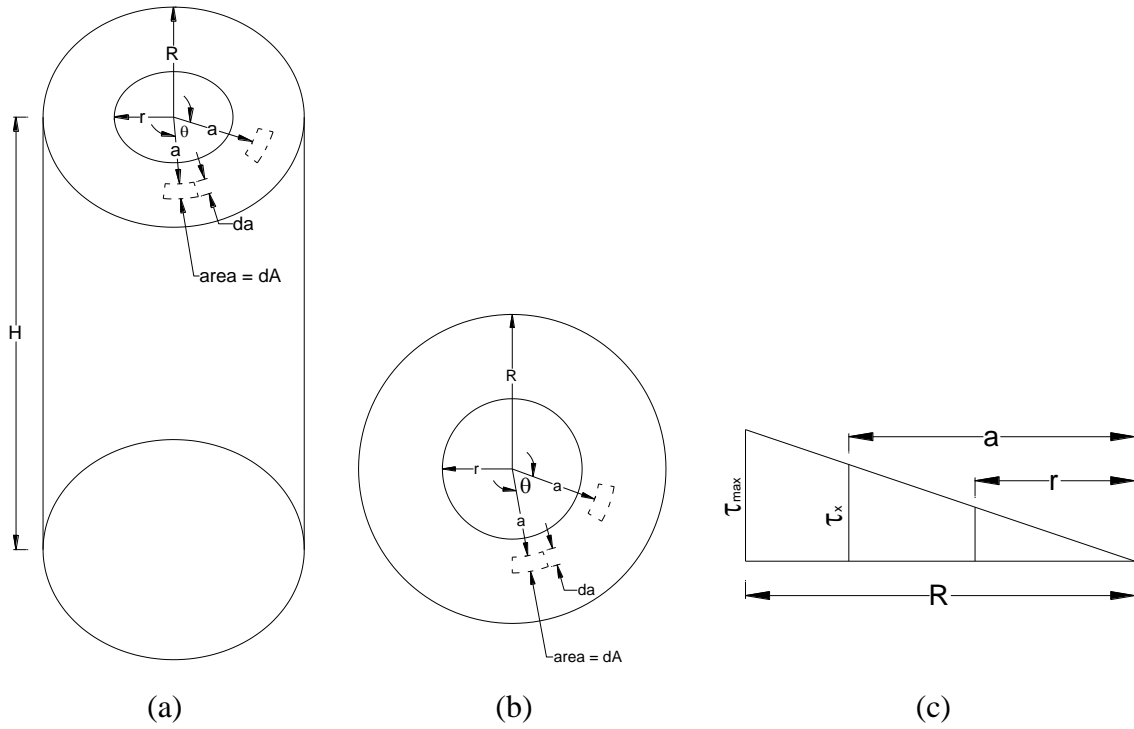 R
r
θ
a
a
da
area = dA
H
(a)
R
r
θ
a
a
da
area = dA
(b)
a
r
τmax
τx
R
(c)